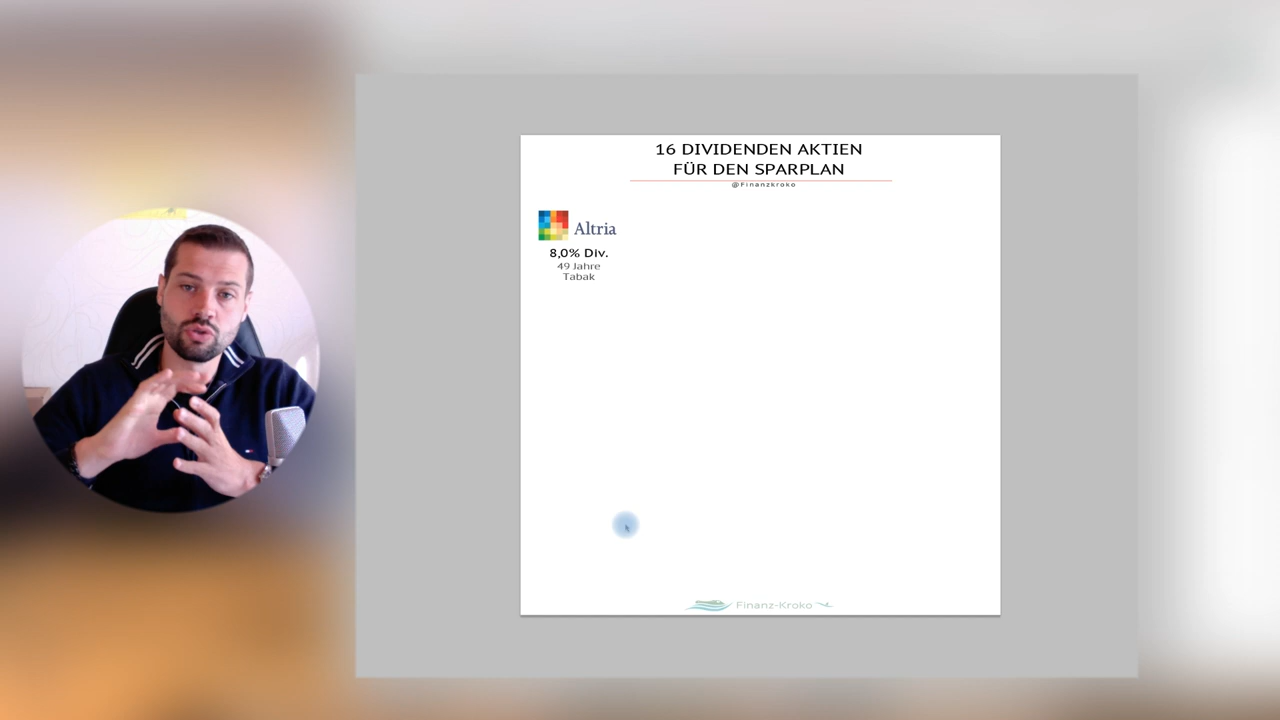 16 DIVIDENDEN AKTIEN
FÜR DEN SPARPLAN
@Finanzkroko
Altria
8,0% Div.
49 Jahre
Tabak
Finanz-Kroko